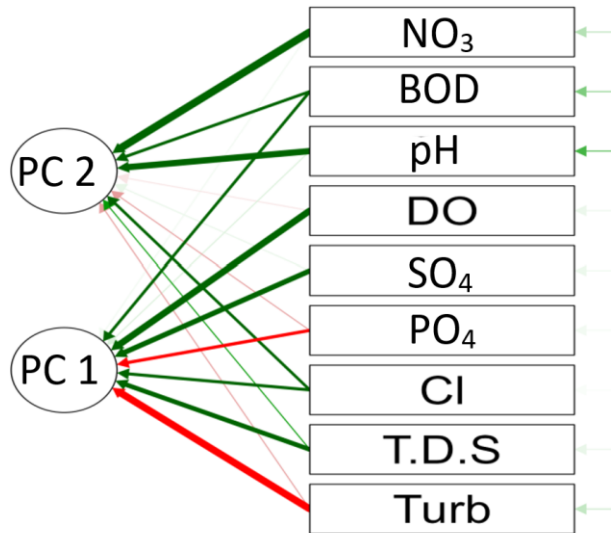 NO₃
BOD
pH
PC 2
DO
SO₄
PO₄
PC 1
Cl
T.D.S
Turb